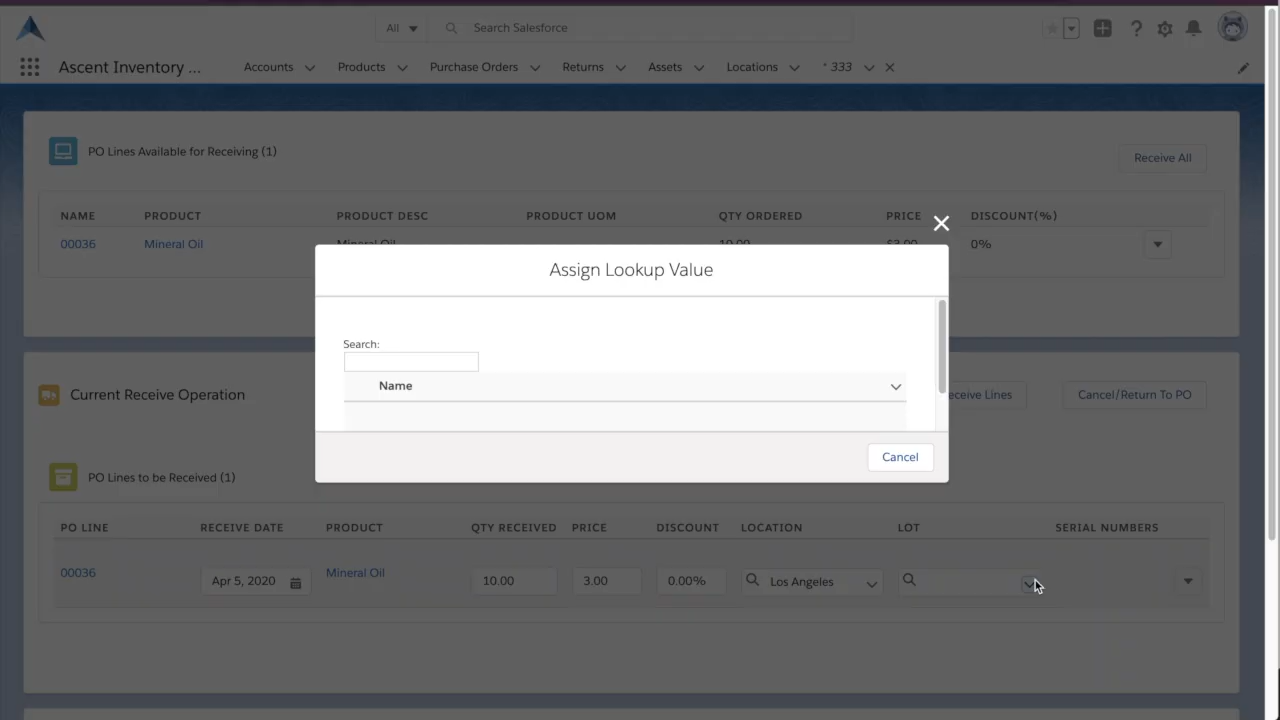 All
Search Salesforce
Ascent Inventory ...
Accounts
Products
Purchase Orders
Returns
Assets
Locations
* 333
PO Lines Available for Receiving (1)
Receive All
NAME PRODUCT PRODUCT DESC PRODUCT UOM QTY ORDERED PRICE DISCOUNT(%)
00036 Mineral Oil Mineral Oil 10.00 $3.00 0%
Assign Lookup Value
Search:
Name
Cancel
Current Receive Operation
eceive Lines
Cancel/Return To PO
PO Lines to be Received (1)
PO LINE RECEIVE DATE PRODUCT QTY RECEIVED PRICE DISCOUNT LOCATION LOT SERIAL NUMBERS
00036 Apr 5, 2020 Mineral Oil 10.00 3.00 0.00% Los Angeles